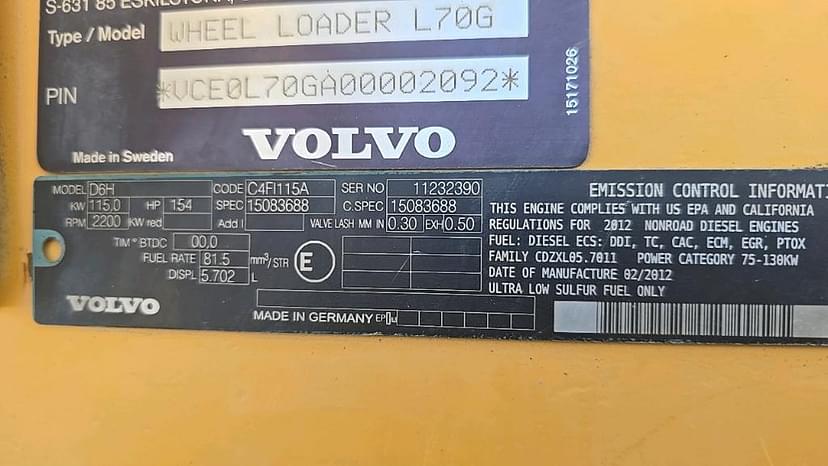 S-631 85 ESKILSTUNA,
Type / Model WHEEL LOADER L70G
PIN *VCE0L70GA00002092*
15171026
VOLVO
Made in Sweden
MODEL D6H CODE C4FI115A SER NO 11232390
KW 115,0 HP 154 SPEC 15083688 C.SPEC 15083688
RPM 2200 KW red Add I VALVE LASH MM IN 0.30 EXH 0.50
TIM° BTDC 00,0
FUEL RATE 81.5 mm³/STR
DISPL 5.702 L
E
VOLVO
MADE IN GERMANY
EMISSION CONTROL INFORMATI
THIS ENGINE COMPLIES WITH US EPA AND CALIFORNIA
REGULATIONS FOR 2012 NONROAD DIESEL ENGINES
FUEL: DIESEL ECS: DDI, TC, CAC, ECM, EGR, PTOX
FAMILY CDZXL05.7011 POWER CATEGORY 75-130KW
DATE OF MANUFACTURE 02/2012
ULTRA LOW SULFUR FUEL ONLY